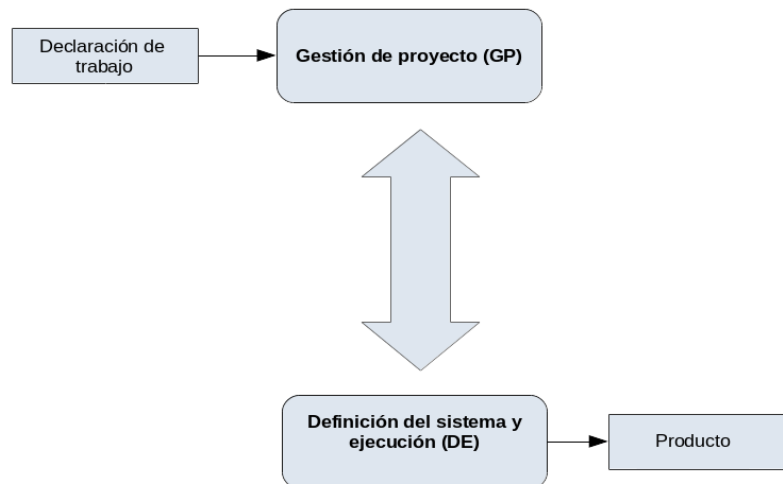 Declaración de
trabajo
Gestión de proyecto (GP)
Definición del sistema y
ejecución (DE)
Producto